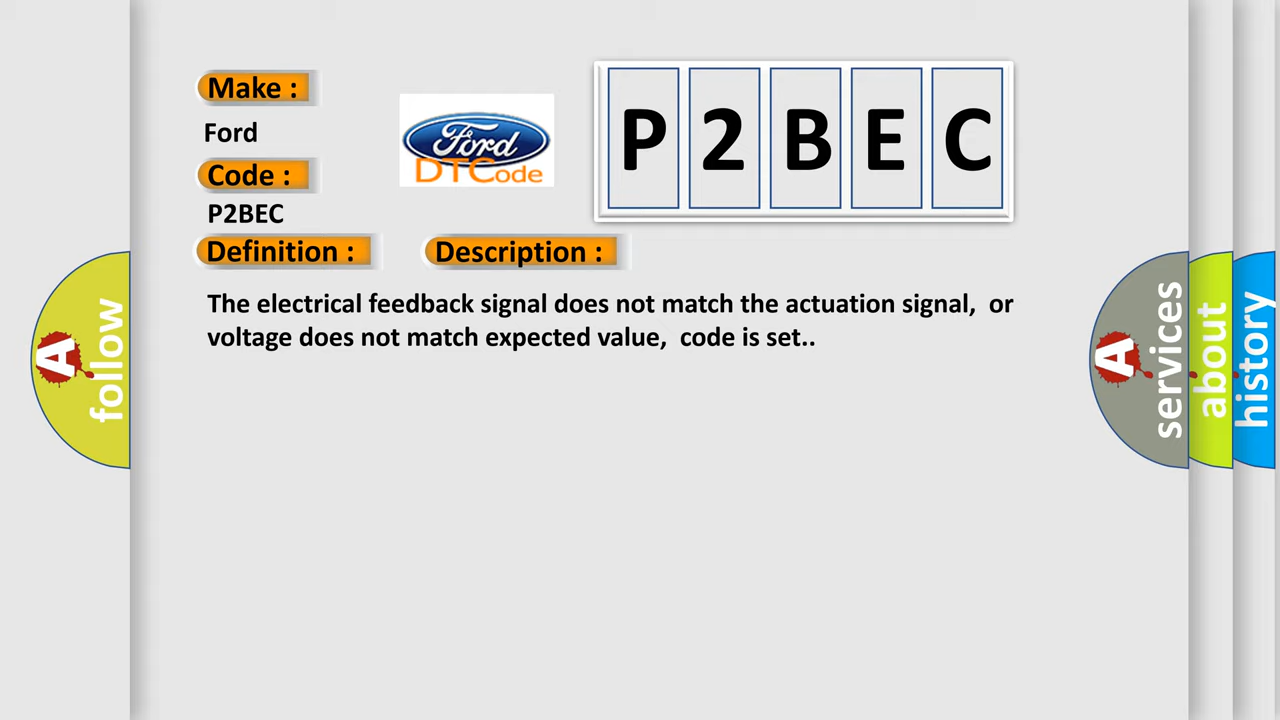 Make :
Ford
Code :
P2BEC
Ford
DTCode
P2BEC
Definition :
Description :
The electrical feedback signal does not match the actuation signal, or
voltage does not match expected value, code is set..
A follow
A services
about
history